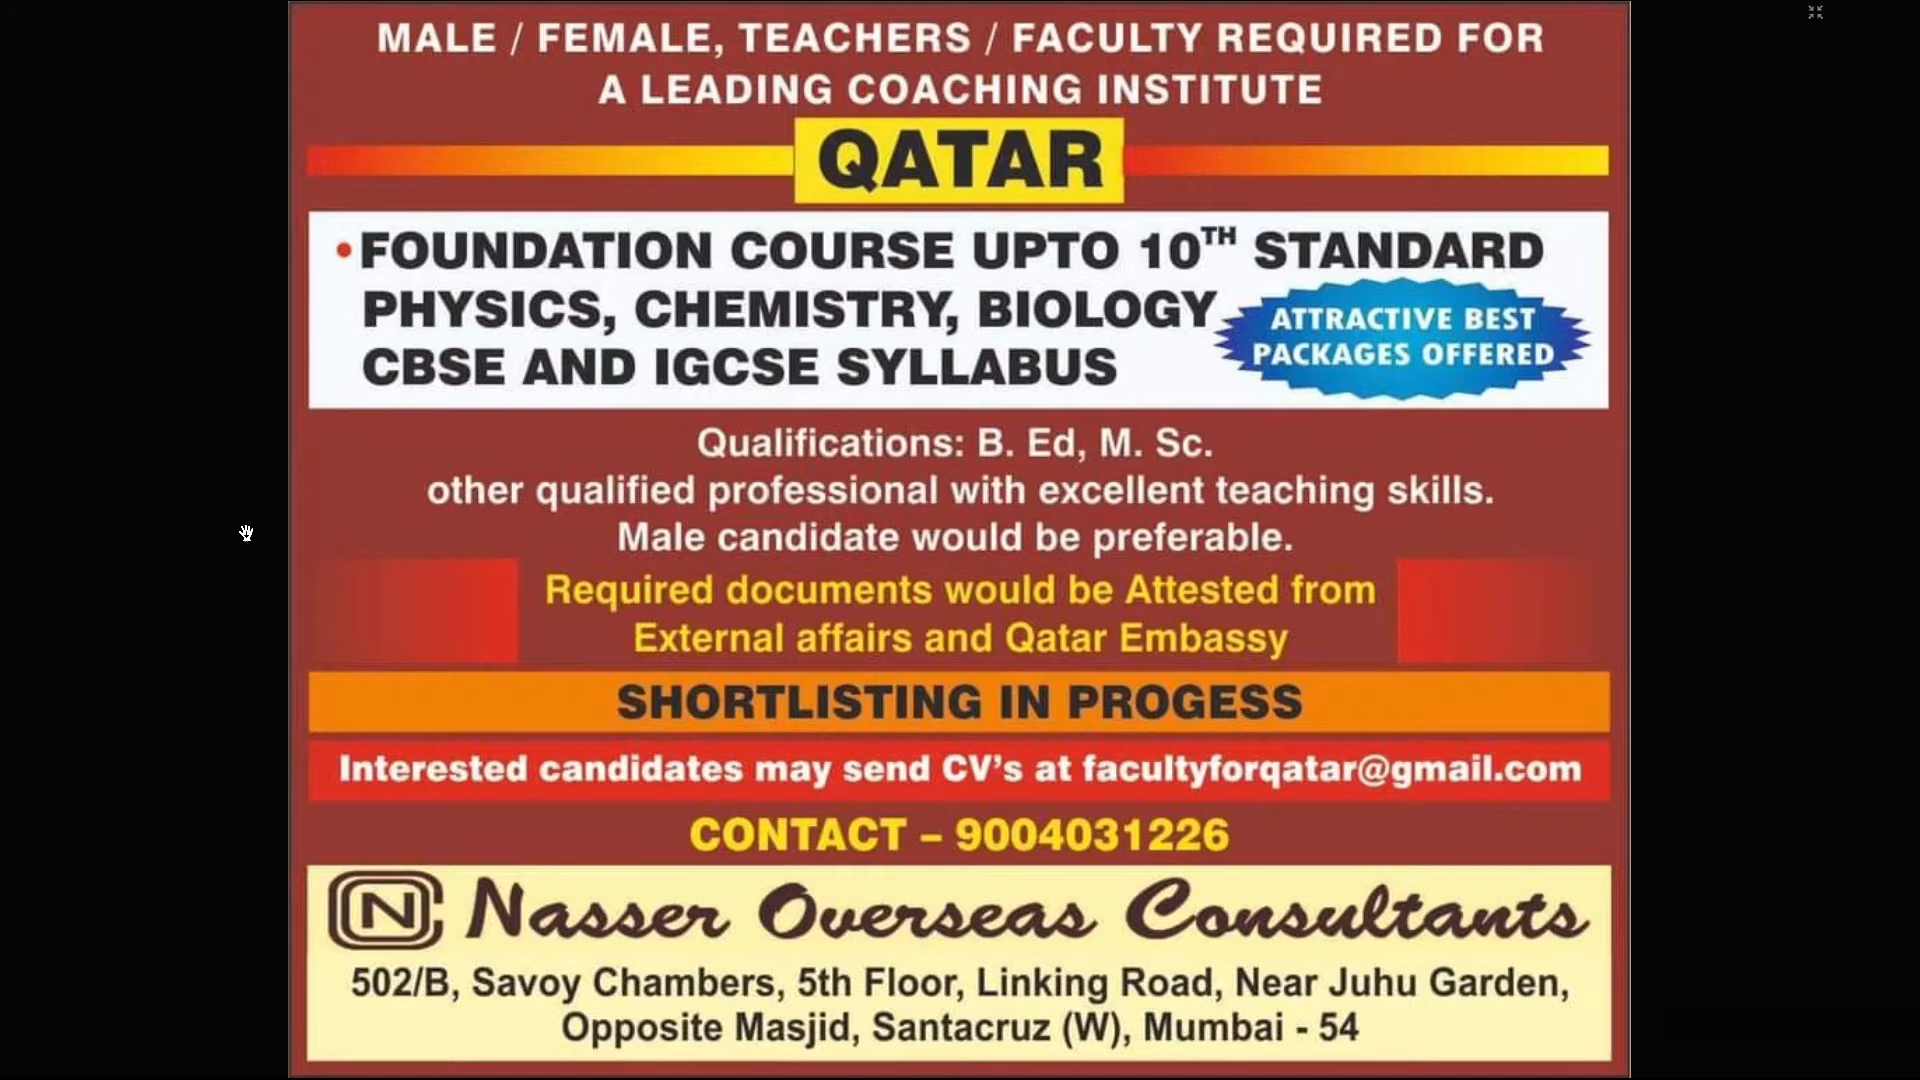 MALE / FEMALE, TEACHERS / FACULTY REQUIRED FOR
A LEADING COACHING INSTITUTE
QATAR
•FOUNDATION COURSE UPTO 10TH STANDARD
PHYSICS, CHEMISTRY, BIOLOGY
CBSE AND IGCSE SYLLABUS
ATTRACTIVE BEST
PACKAGES OFFERED
Qualifications: B. Ed, M. Sc.
other qualified professional with excellent teaching skills.
Male candidate would be preferable.
Required documents would be Attested from
External affairs and Qatar Embassy
SHORTLISTING IN PROGESS
Interested candidates may send CV's at facultyforqatar@gmail.com
CONTACT – 9004031226
NC Nasser Overseas Consultants
502/B, Savoy Chambers, 5th Floor, Linking Road, Near Juhu Garden,
Opposite Masjid, Santacruz (W), Mumbai - 54